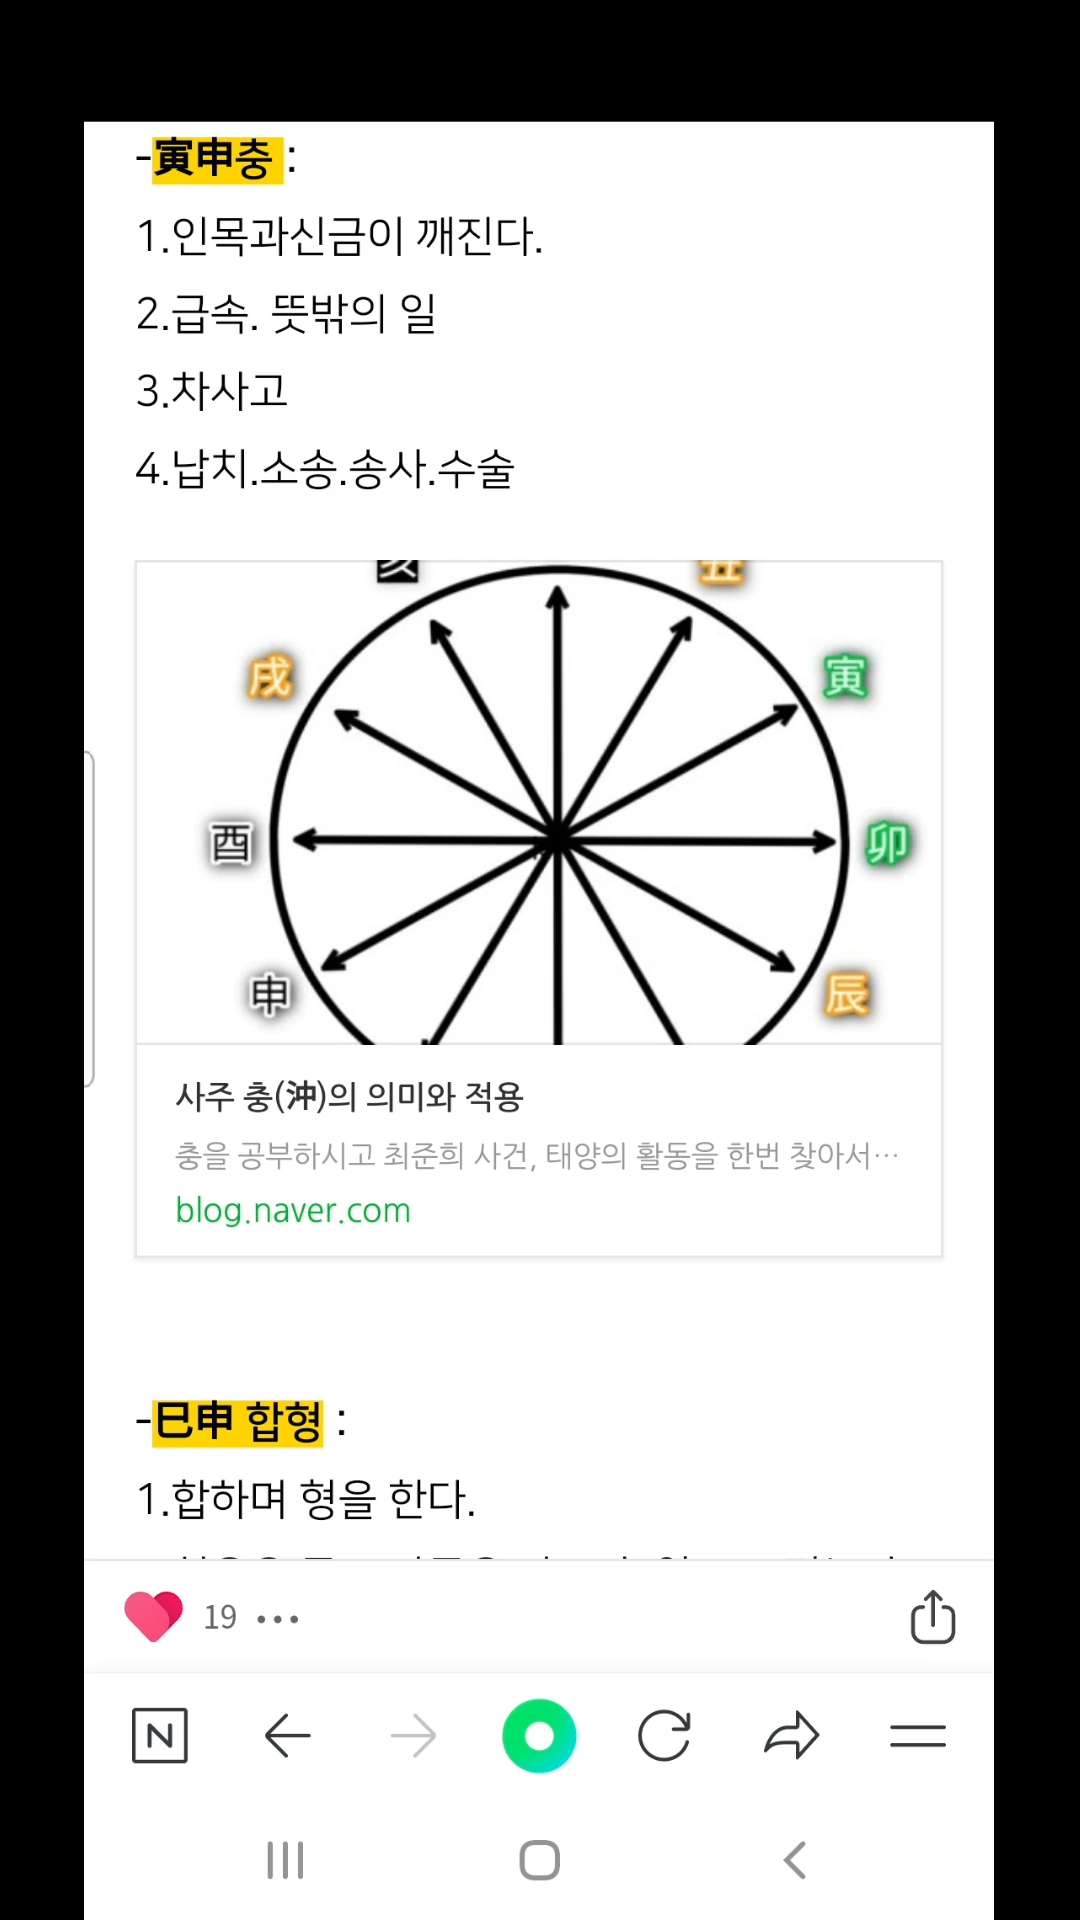 -寅申충 :
1.인목과신금이 깨진다.
2.급속. 뜻밖의 일
3.차사고
4.납치.소송.송사.수술
亥 丑
戌 寅
酉 卯
申 辰
사주 충(沖)의 의미와 적용
충을 공부하시고 최준희 사건, 태양의 활동을 한번 찾아서…
blog.naver.com
-巳申 합형 :
1.합하며 형을 한다.
19
N